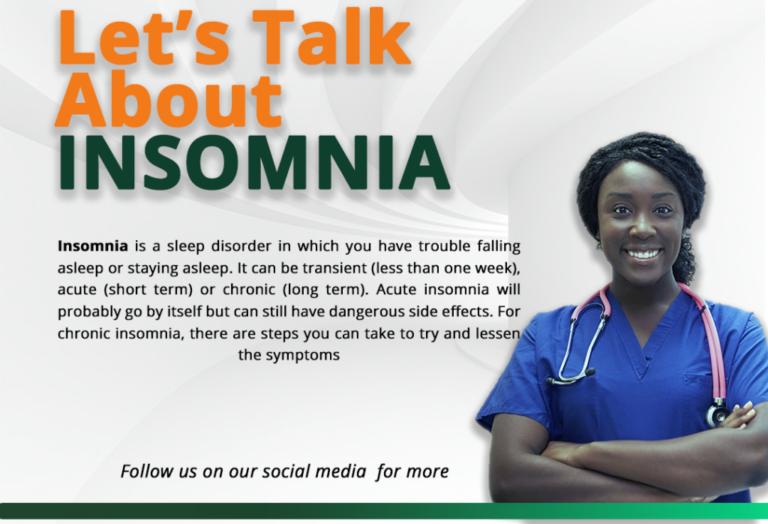 Let's Talk
About
INSOMNIA
Insomnia is a sleep disorder in which you have trouble falling
asleep or staying asleep. It can be transient (less than one week),
acute (short term) or chronic (long term). Acute insomnia will
probably go by itself but can still have dangerous side effects. For
chronic insomnia, there are steps you can take to try and lessen
the symptoms
Follow us on our social media for more